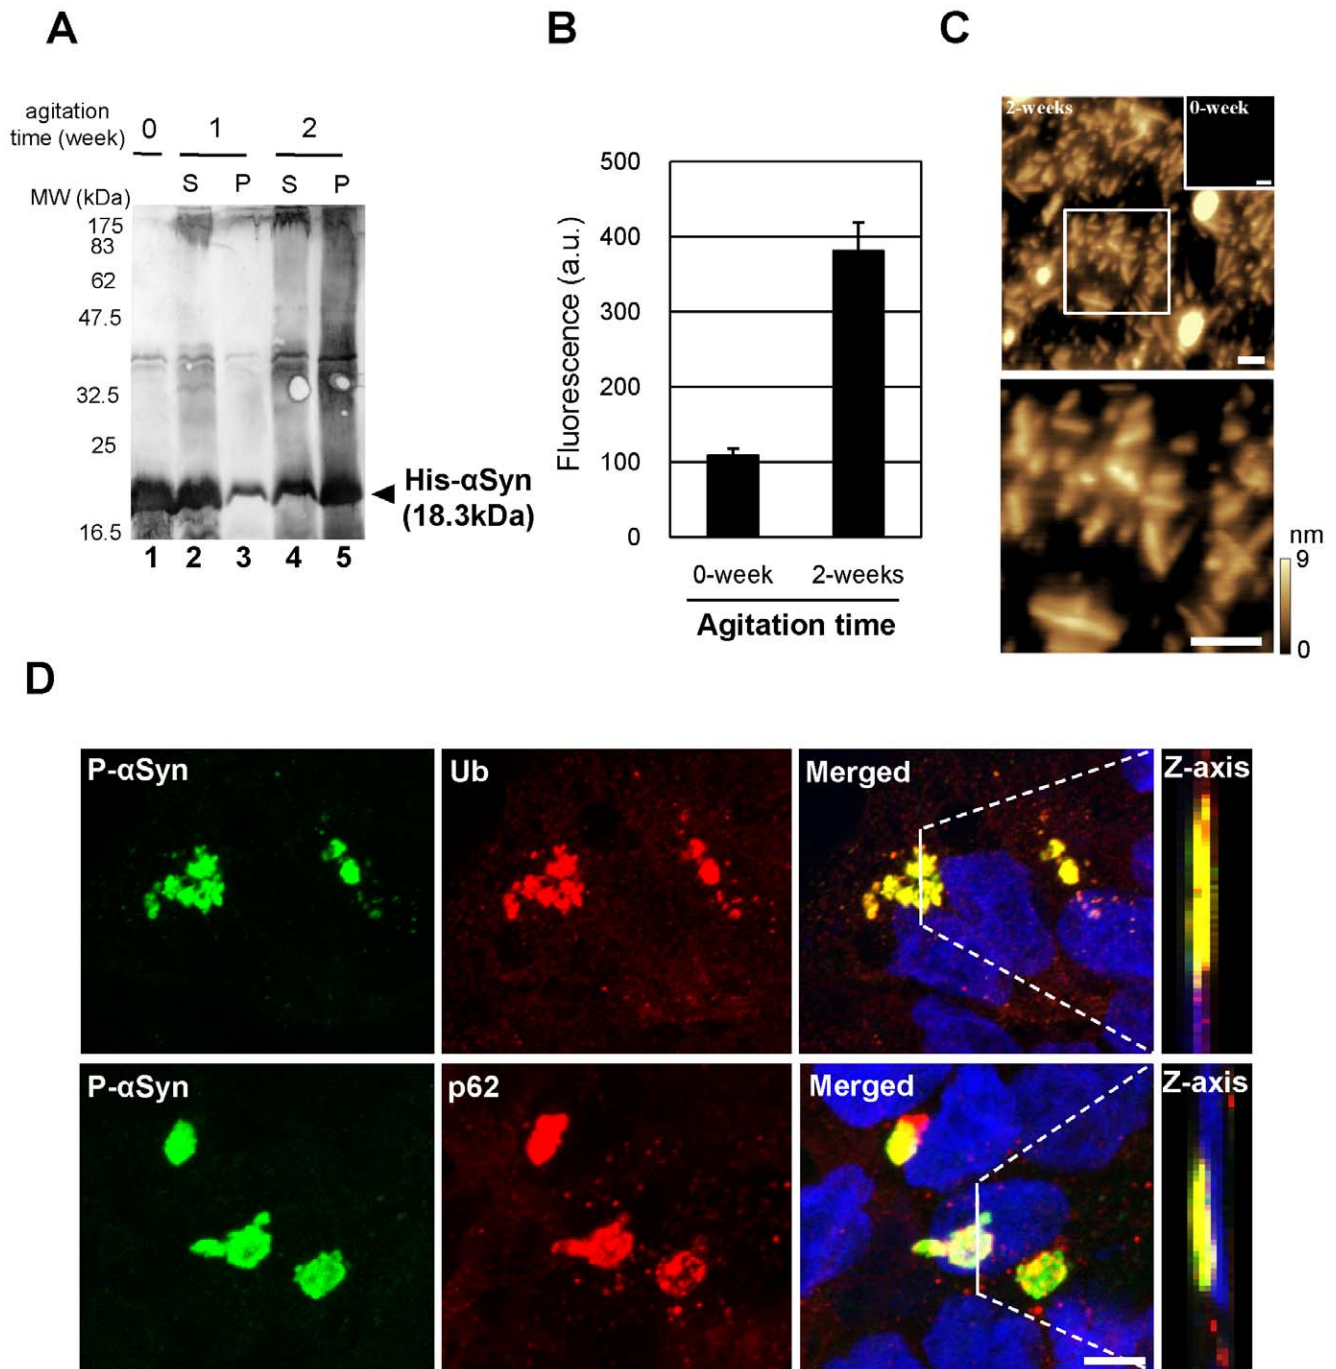 A
agitation
time (week)
0
1
2
S
P
S
P
MW (kDa)
175
83
62
47.5
32.5
25
16.5
His-αSyn
(18.3kDa)
1
2
3
4
5
B
Fluorescence (a.u.)
500
400
300
200
100
0
0-week
2-weeks
Agitation time
C
2-weeks
0-week
nm
9
0
D
P-αSyn
Ub
Merged
Z-axis
P-αSyn
p62
Merged
Z-axis